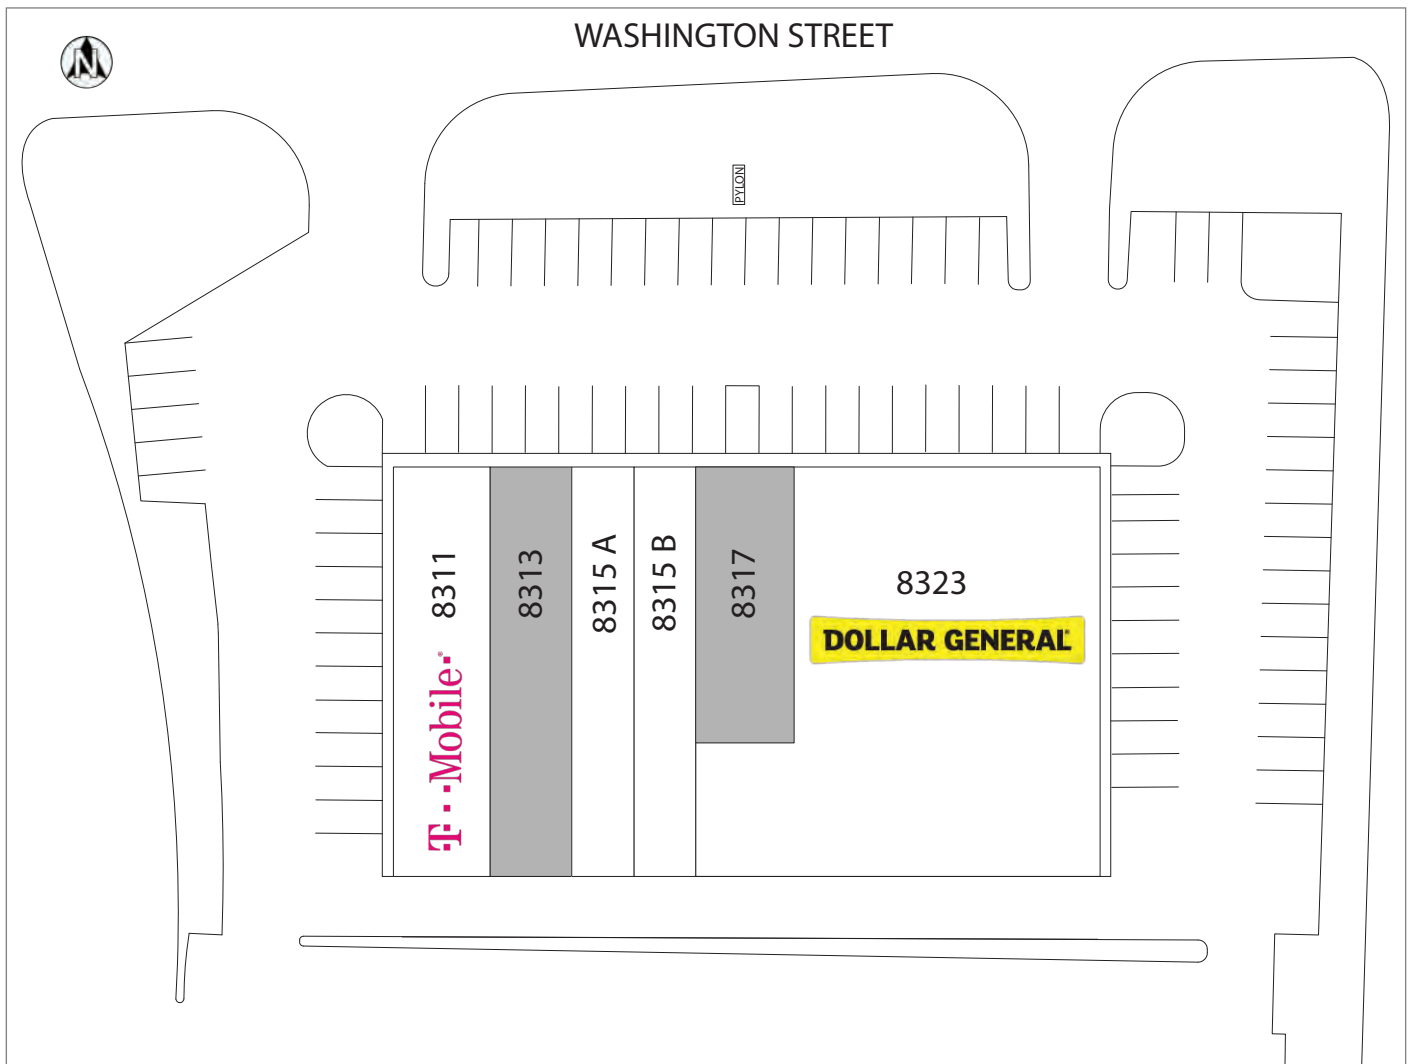 WASHINGTON STREET
N
PYLON
8311
T··Mobile·®
8313
8315 A
8315 B
8317
8323
DOLLAR GENERAL